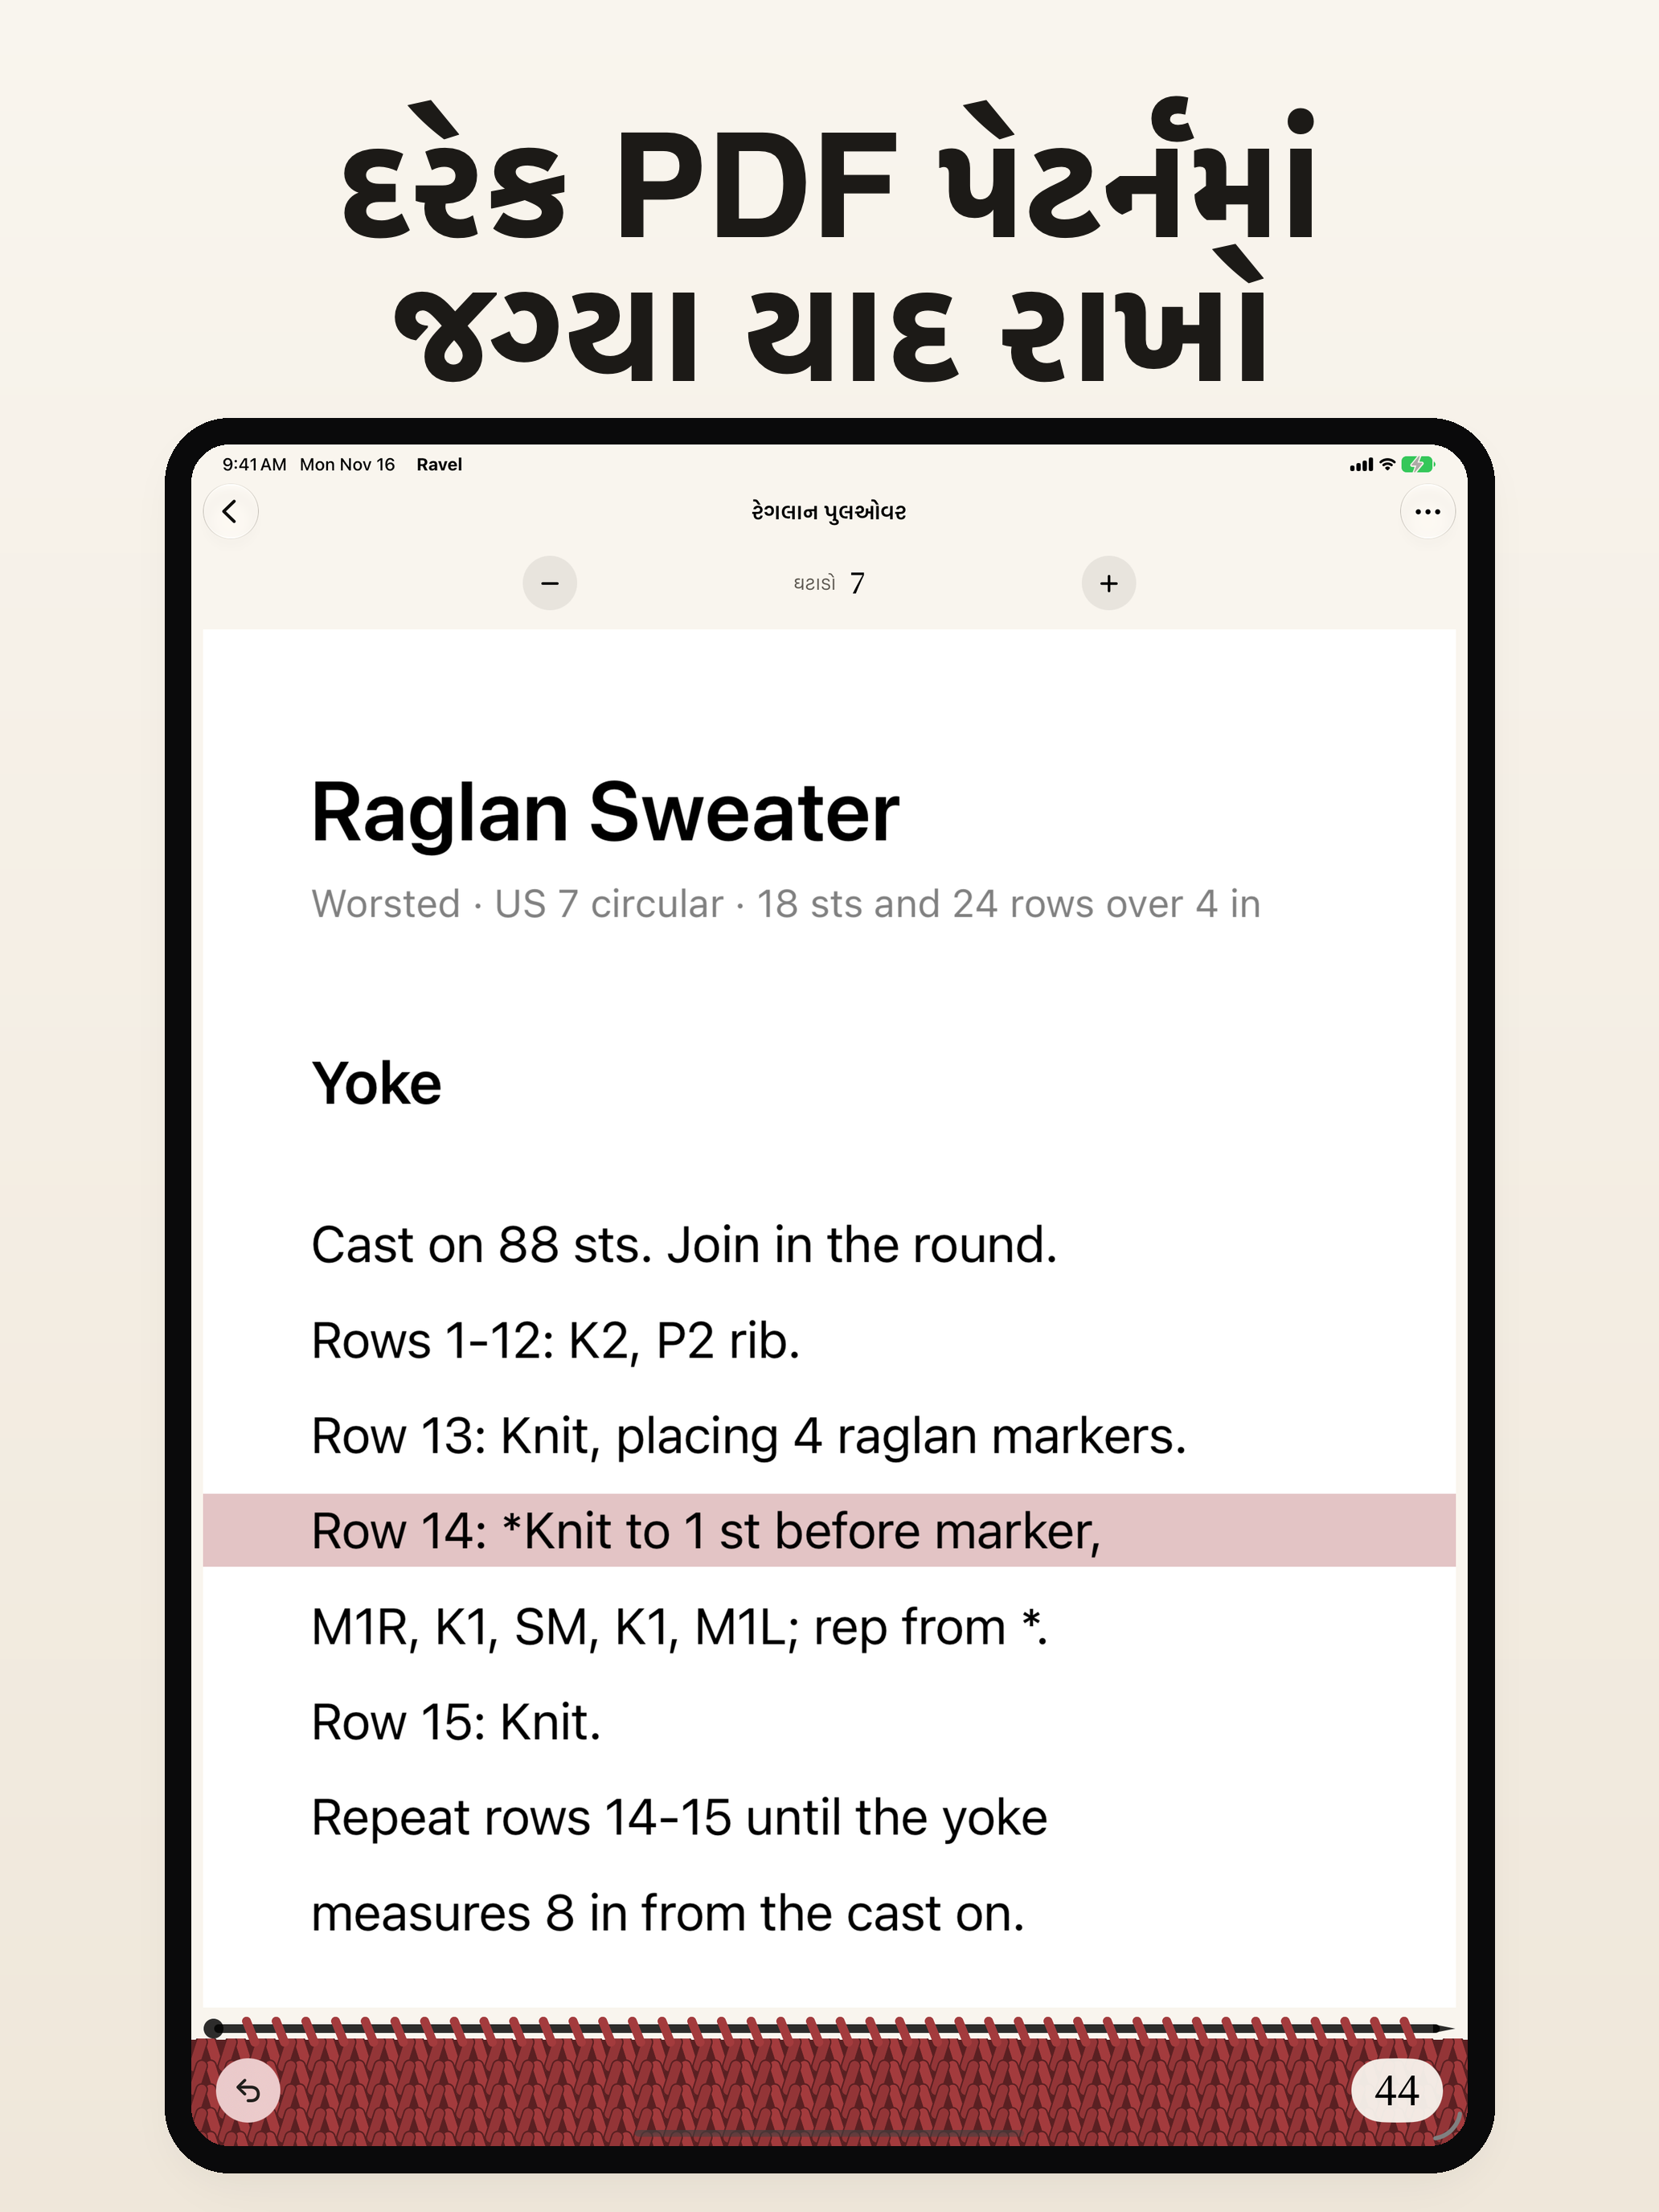 દરેક PDF પેટર્નમાં
જગ્યા યાદ રાખો
9:41 AM Mon Nov 16 Ravel
રેગલાન પુલઓવર
ઘટાડો 7
Raglan Sweater
Worsted · US 7 circular · 18 sts and 24 rows over 4 in
Yoke
Cast on 88 sts. Join in the round.
Rows 1-12: K2, P2 rib.
Row 13: Knit, placing 4 raglan markers.
Row 14: *Knit to 1 st before marker,
M1R, K1, SM, K1, M1L; rep from *.
Row 15: Knit.
Repeat rows 14-15 until the yoke
measures 8 in from the cast on.
44